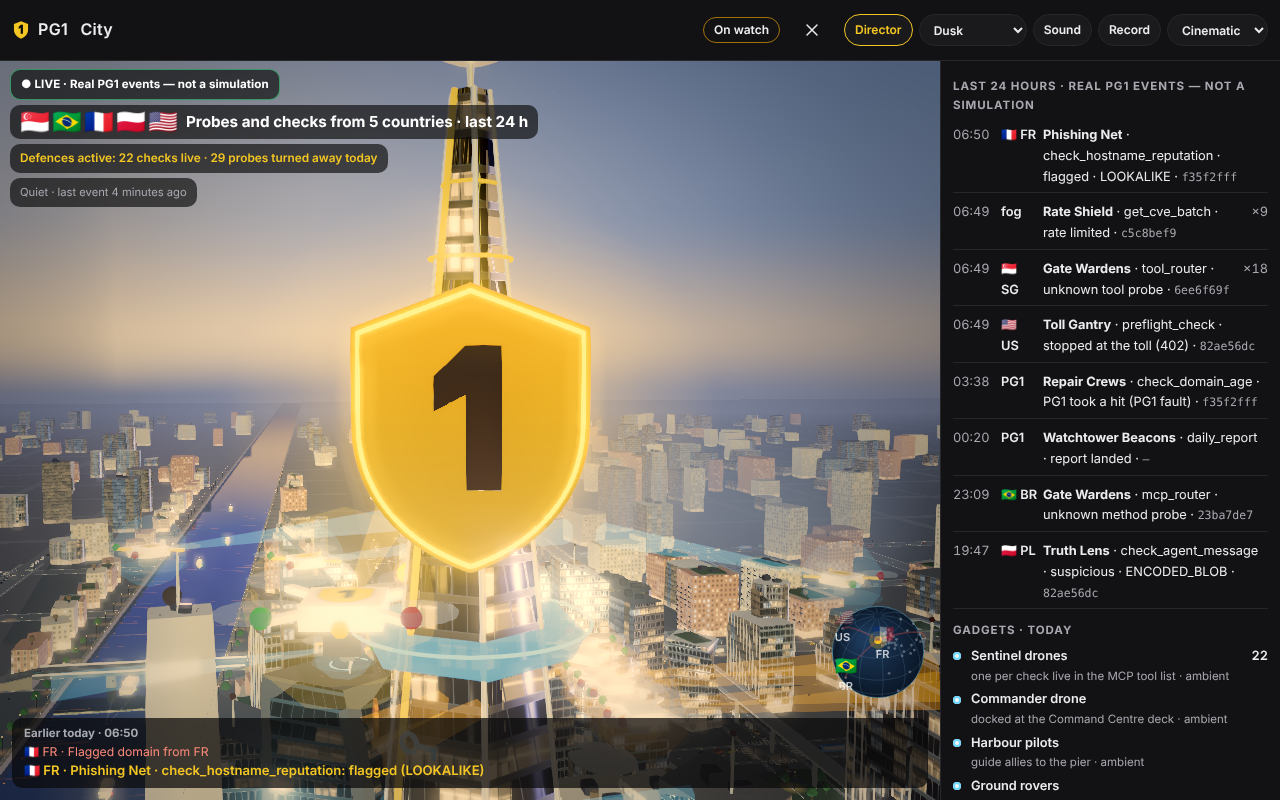 1 PG1 City
On watch
Director
Dusk
Sound
Record
Cinematic
LIVE · Real PG1 events — not a simulation
Probes and checks from 5 countries · last 24 h
Defences active: 22 checks live · 29 probes turned away today
Quiet · last event 4 minutes ago
1
US
FR
BR
Earlier today · 06:50
FR · Flagged domain from FR
FR · Phishing Net · check_hostname_reputation: flagged (LOOKALIKE)
LAST 24 HOURS · REAL PG1 EVENTS — NOT A
SIMULATION
06:50 FR Phishing Net ·
check_hostname_reputation ·
flagged · LOOKALIKE · f35f2fff
06:49 fog Rate Shield · get_cve_batch · ×9
rate limited · c5c8bef9
06:49 Gate Wardens · tool_router · ×18
SG unknown tool probe · 6ee6f69f
06:49 Toll Gantry · preflight_check ·
US stopped at the toll (402) · 82ae56dc
03:38 PG1 Repair Crews · check_domain_age ·
PG1 took a hit (PG1 fault) · f35f2fff
00:20 PG1 Watchtower Beacons · daily_report
· report landed · —
23:09 BR Gate Wardens · mcp_router ·
unknown method probe · 23ba7de7
19:47 PL Truth Lens · check_agent_message
· suspicious · ENCODED_BLOB ·
82ae56dc
GADGETS · TODAY
Sentinel drones 22
one per check live in the MCP tool list · ambient
Commander drone
docked at the Command Centre deck · ambient
Harbour pilots
guide allies to the pier · ambient
Ground rovers